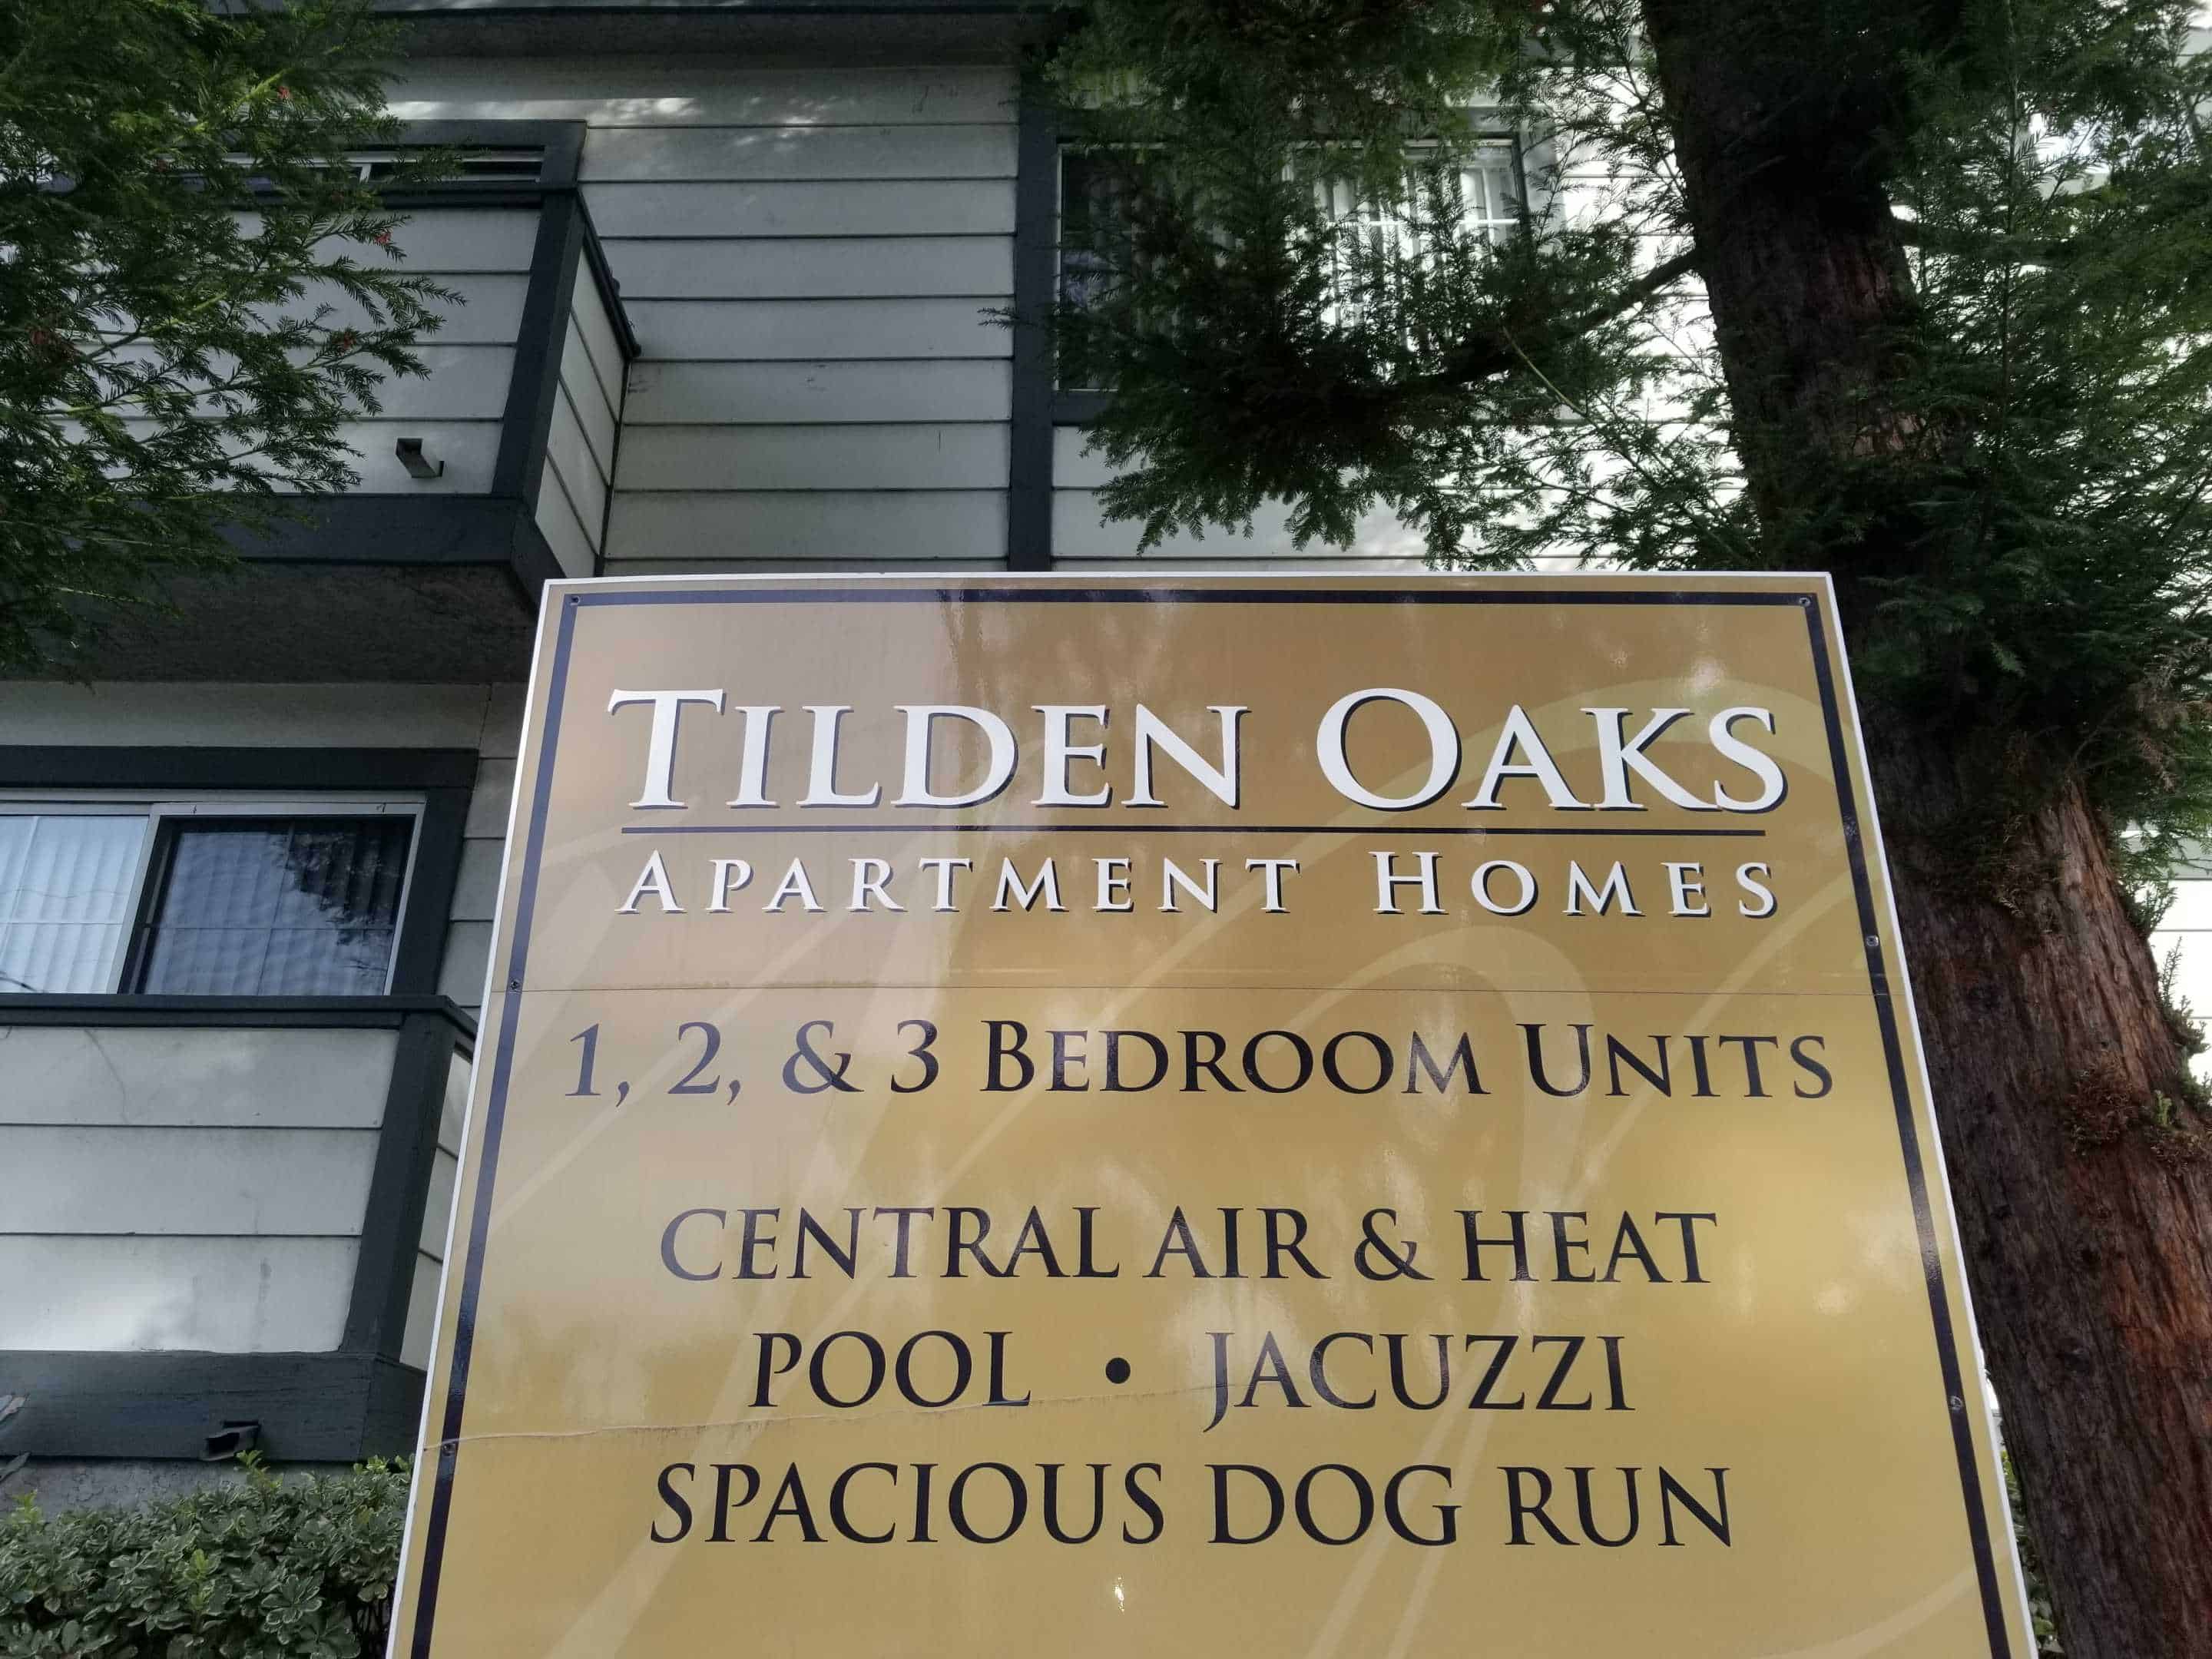 TILDEN OAKS
APARTMENT HOMES
1, 2, & 3 BEDROOM UNITS
CENTRAL AIR & HEAT
POOL • JACUZZI
SPACIOUS DOG RUN